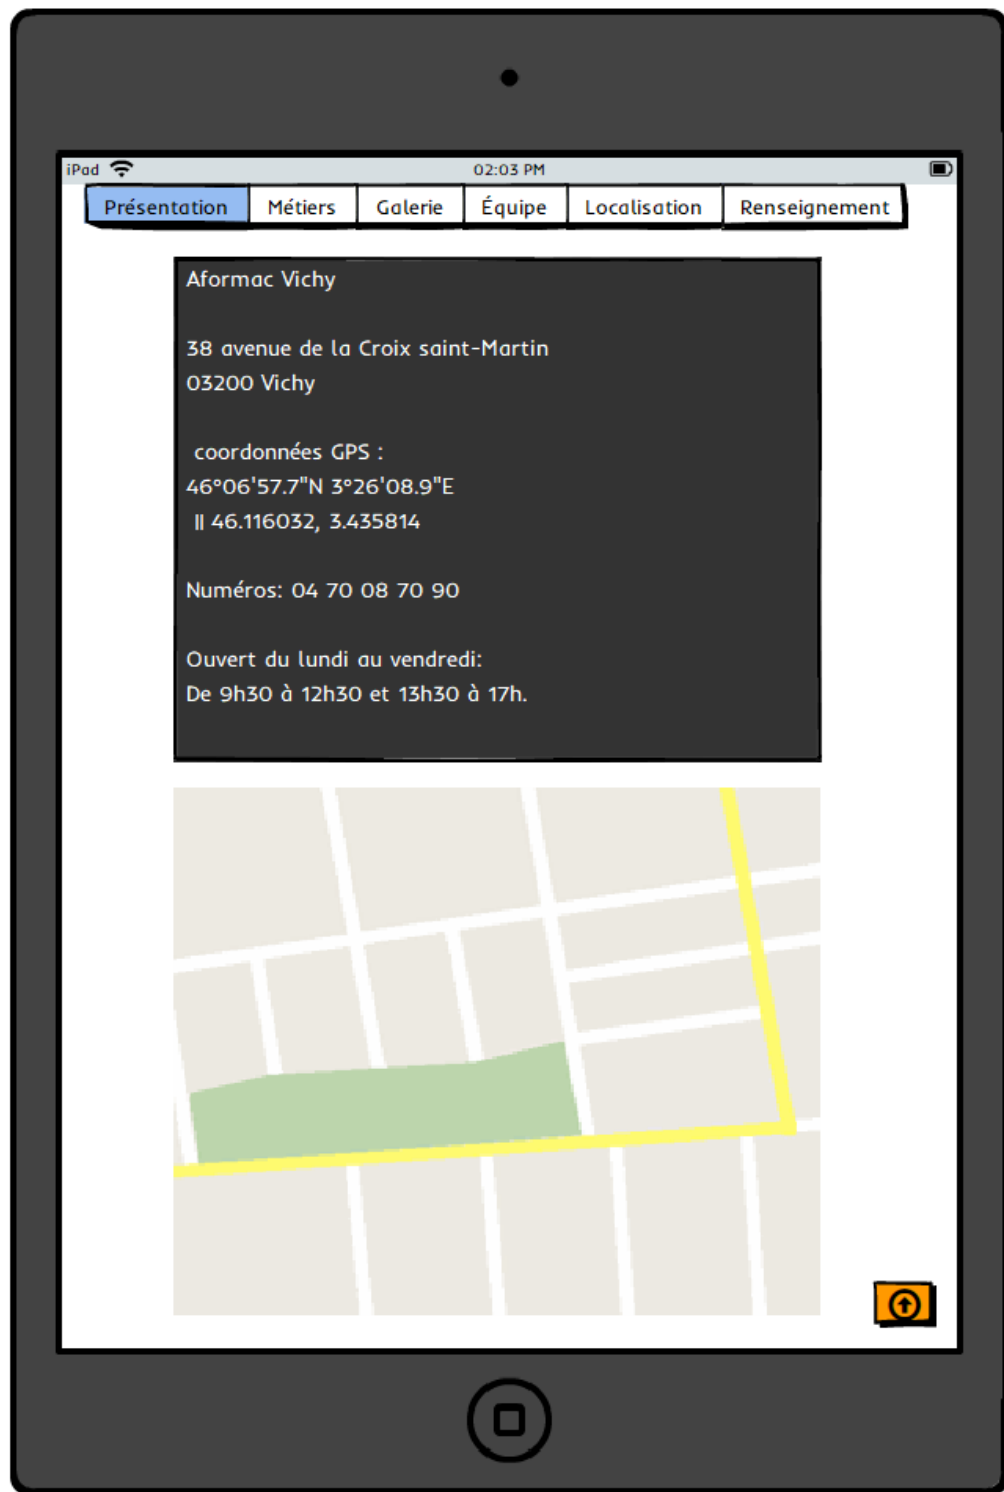 iPad 02:03 PM
Présentation Métiers Galerie Équipe Localisation Renseignement
Aformac Vichy
38 avenue de la Croix saint-Martin
03200 Vichy
coordonnées GPS :
46°06'57.7"N 3°26'08.9"E
|| 46.116032, 3.435814
Numéros: 04 70 08 70 90
Ouvert du lundi au vendredi:
De 9h30 à 12h30 et 13h30 à 17h.